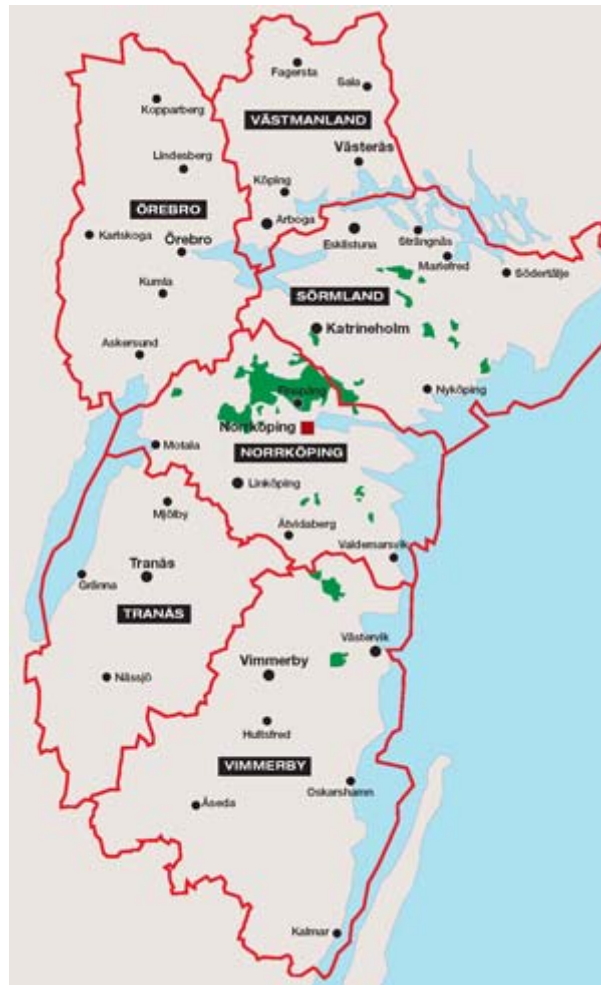 Fagersta
Sala
Kopparberg
VÄSTMANLAND
Västerås
Lindesberg
Köping
ÖREBRO
Arboga
Eskilstuna
Strängnäs
Karlskoga
Örebro
Mariefred
Södertälje
Kumla
SÖRMLAND
Katrineholm
Askersund
Nyköping
Finspång
Norrköping
Motala
NORRKÖPING
Linköping
Mjölby
Åtvidaberg
Valdemarsvik
Tranås
Gränna
TRANÅS
Västervik
Vimmerby
Nässjö
Hultsfred
VIMMERBY
Oskarshamn
Åseda
Kalmar